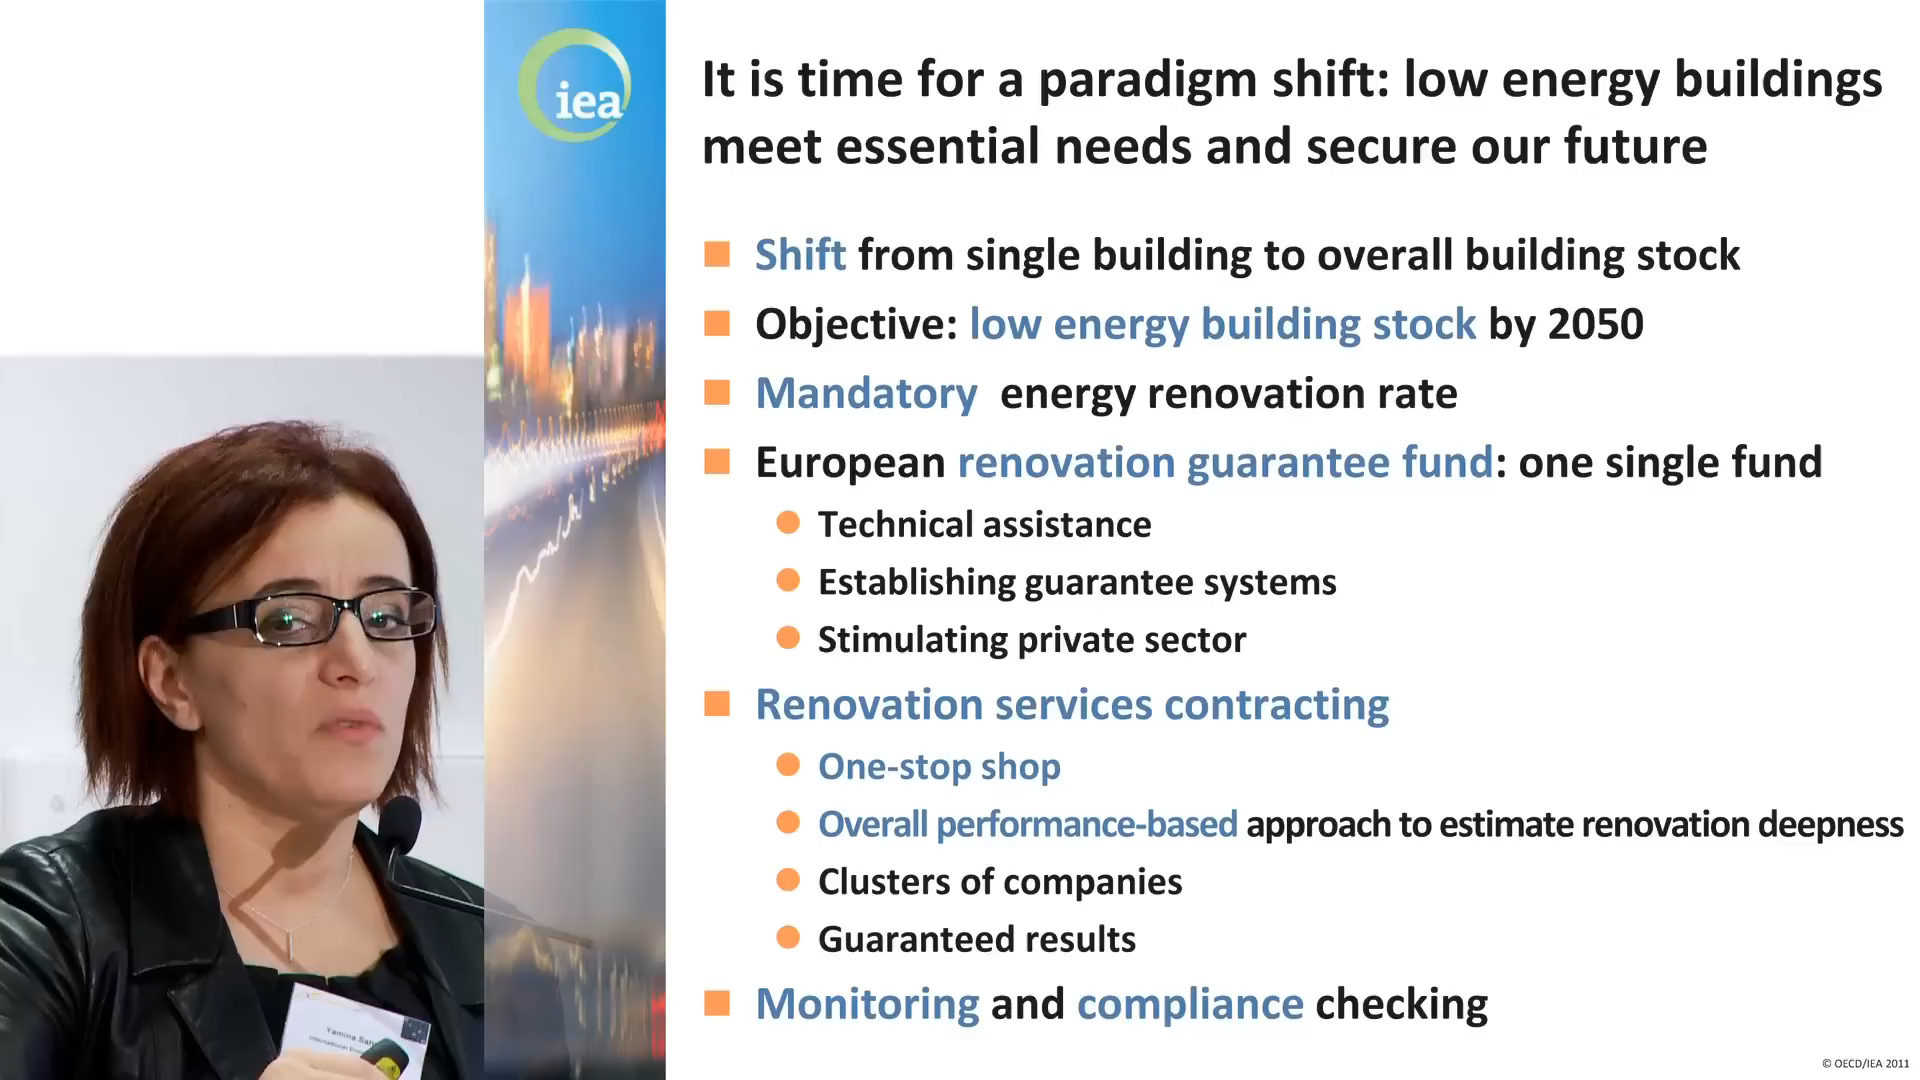 iea
It is time for a paradigm shift: low energy buildings
meet essential needs and secure our future
Shift from single building to overall building stock
Objective: low energy building stock by 2050
Mandatory energy renovation rate
European renovation guarantee fund: one single fund
Technical assistance
Establishing guarantee systems
Stimulating private sector
Renovation services contracting
One-stop shop
Overall performance-based approach to estimate renovation deepness
Clusters of companies
Guaranteed results
Monitoring and compliance checking
© OECD/IEA 2011
Yamina
International